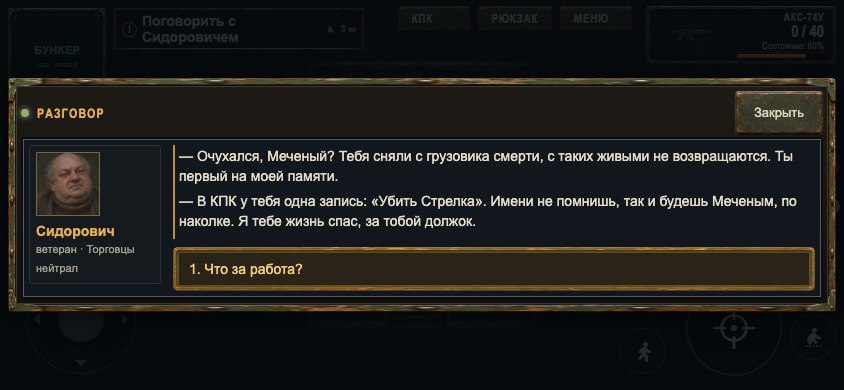 Поговорить с
Сидоровичем
3 м
КПК
РЮКЗАК
МЕНЮ
АКС-74У
0 / 40
Состояние: 80%
БУНКЕР
РАЗГОВОР
Закрыть
— Очухался, Меченый? Тебя сняли с грузовика смерти, с таких живыми не возвращаются. Ты
первый на моей памяти.
— В КПК у тебя одна запись: «Убить Стрелка». Имени не помнишь, так и будешь Меченым, по
наколке. Я тебе жизнь спас, за тобой должок.
Сидорович
ветеран · Торговцы
нейтрал
1. Что за работа?